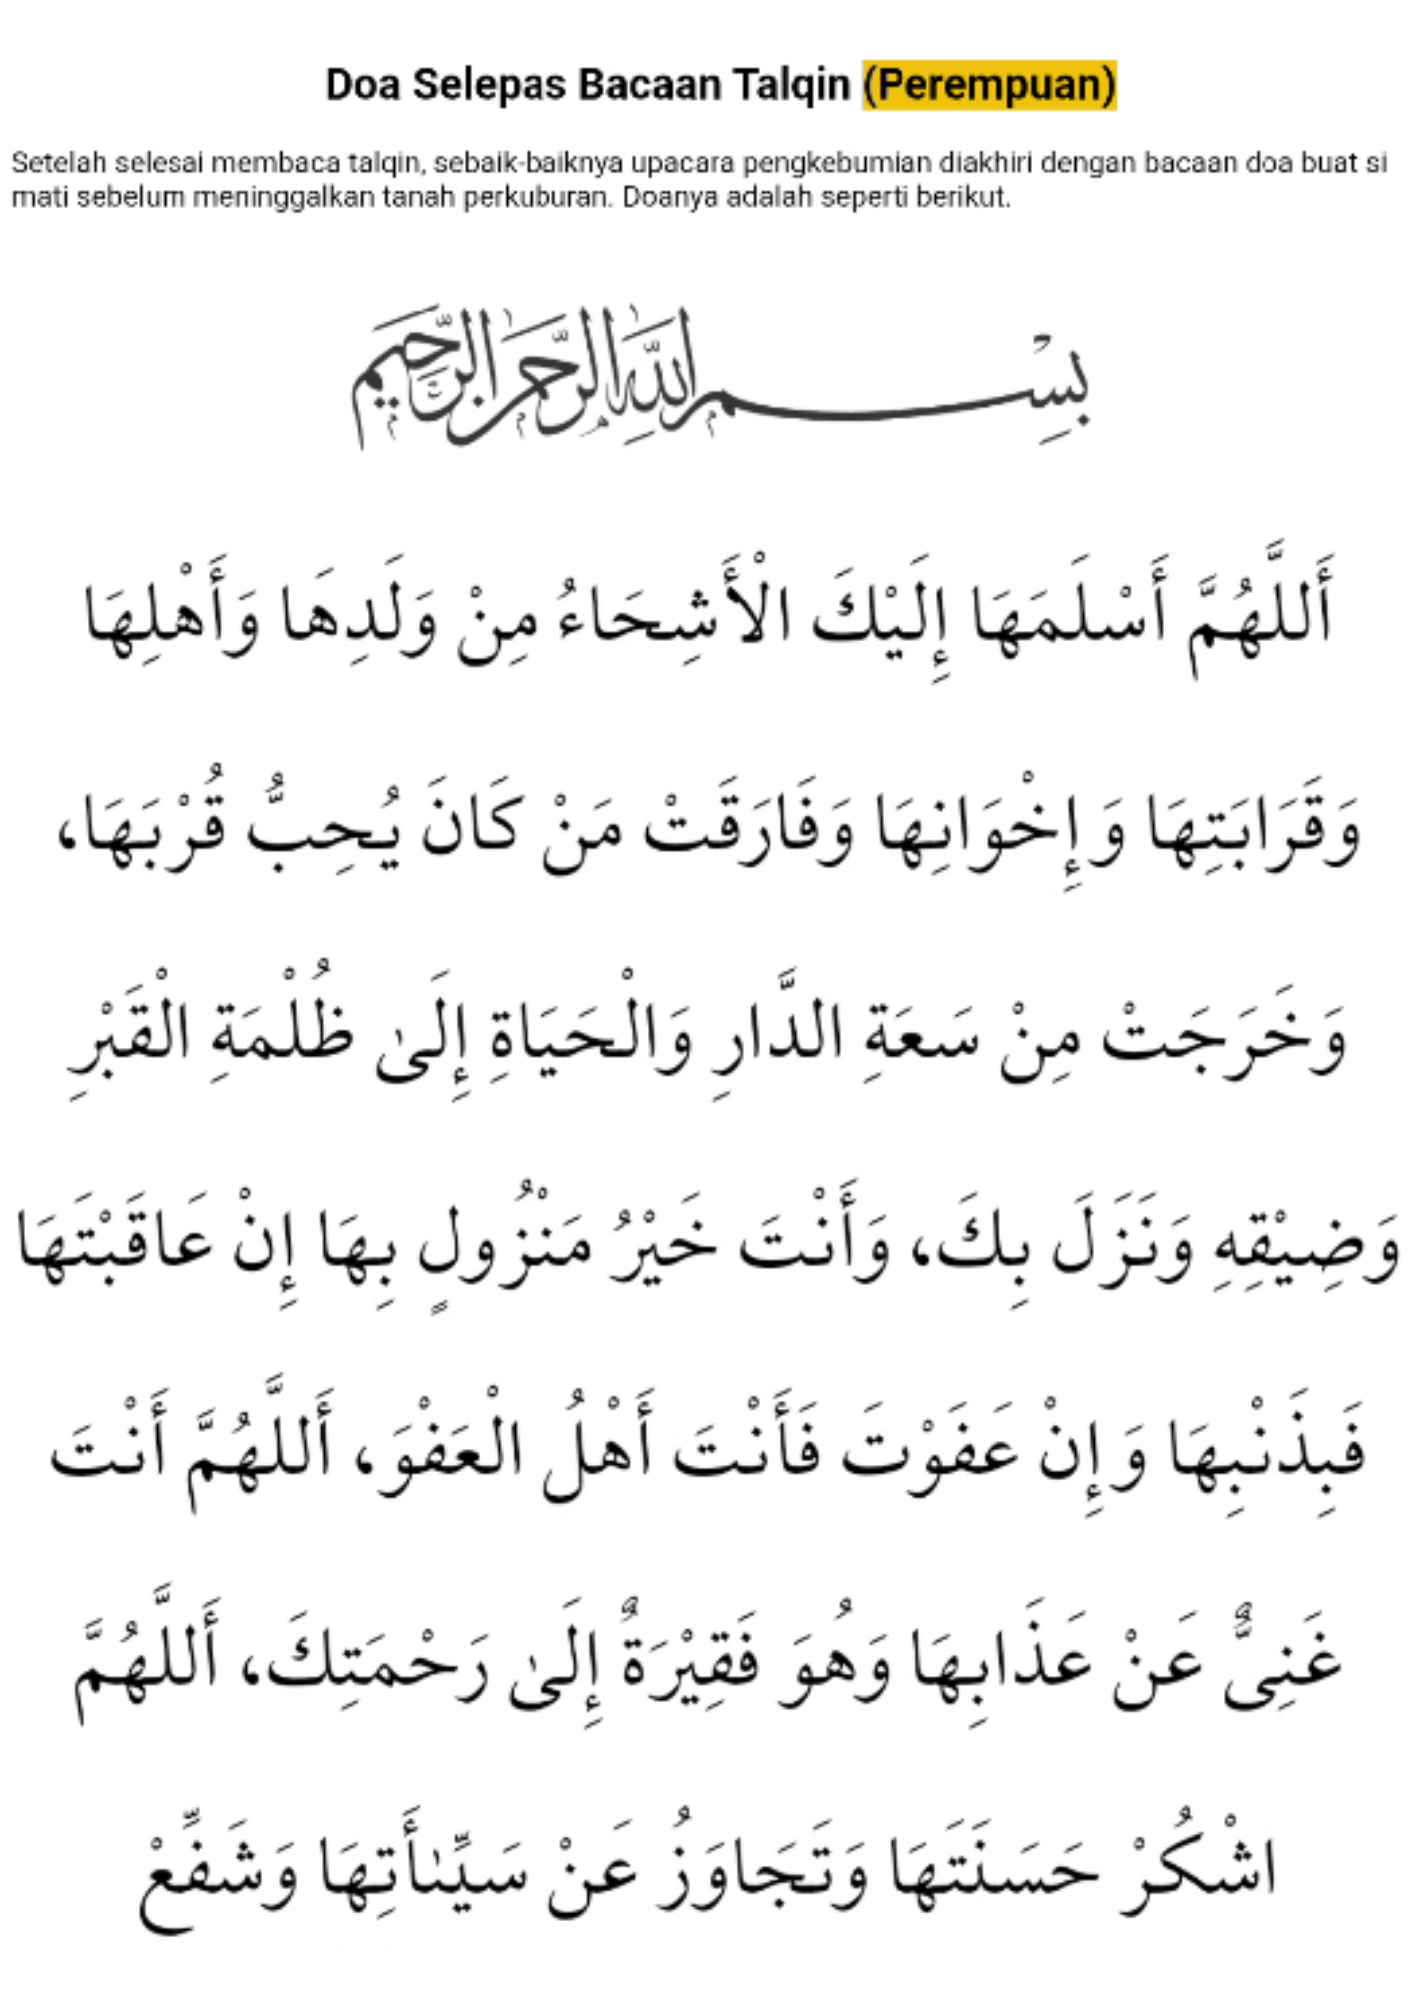 Doa Selepas Bacaan Talqin (Perempuan)
Setelah selesai membaca talqin, sebaik-baiknya upacara pengkebumian diakhiri dengan bacaan doa buat si
mati sebelum meninggalkan tanah perkuburan. Doanya adalah seperti berikut.
بِسْمِ اللَّهِ الرَّحْمَٰنِ الرَّحِيمِ
أَللَّهُمَّ أَسْلَمَهَا إِلَيْكَ الْأَشِحَاءُ مِنْ وَلَدِهَا وَأَهْلِهَا
وَقَرَابَتِهَا وَإِخْوَانِهَا وَفَارَقَتْ مَنْ كَانَ يُحِبُّ قُرْبَهَا،
وَخَرَجَتْ مِنْ سَعَةِ الدَّارِ وَالْحَيَاةِ إِلَىٰ ظُلْمَةِ الْقَبْرِ
وَضِيْقِهِ وَنَزَلَ بِكَ، وَأَنْتَ خَيْرُ مَنْزُولٍ بِهَا إِنْ عَاقَبْتَهَا
فَبِذَنْبِهَا وَإِنْ عَفَوْتَ فَأَنْتَ أَهْلُ الْعَفْوَ، أَللَّهُمَّ أَنْتَ
غَنِىٌّ عَنْ عَذَابِهَا وَهُوَ فَقِيْرَةٌ إِلَىٰ رَحْمَتِكَ، أَللَّهُمَّ
اشْكُرْ حَسَنَتَهَا وَتَجَاوَزُ عَنْ سَيِّئَأَتِهَا وَشَفِّعْ